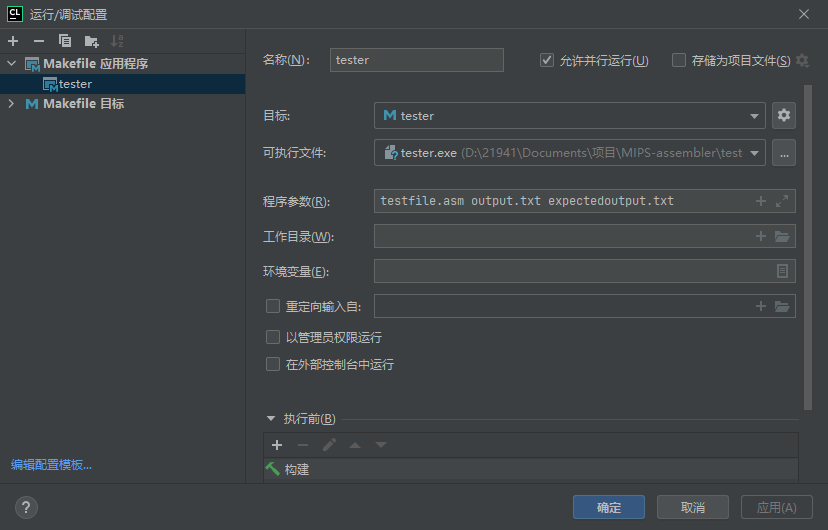 CL 运行/调试配置
Makefile 应用程序
tester
Makefile 目标
编辑配置模板...
名称(N):
tester
允许并行运行(U)
存储为项目文件(S)
目标:
tester
可执行文件:
tester.exe (D:\21941\Documents\项目\MIPS-assembler\test
...
程序参数(R):
testfile.asm output.txt expectedoutput.txt
工作目录(W):
环境变量(E):
重定向输入自:
以管理员权限运行
在外部控制台中运行
执行前(B)
构建
?
确定
取消
应用(A)